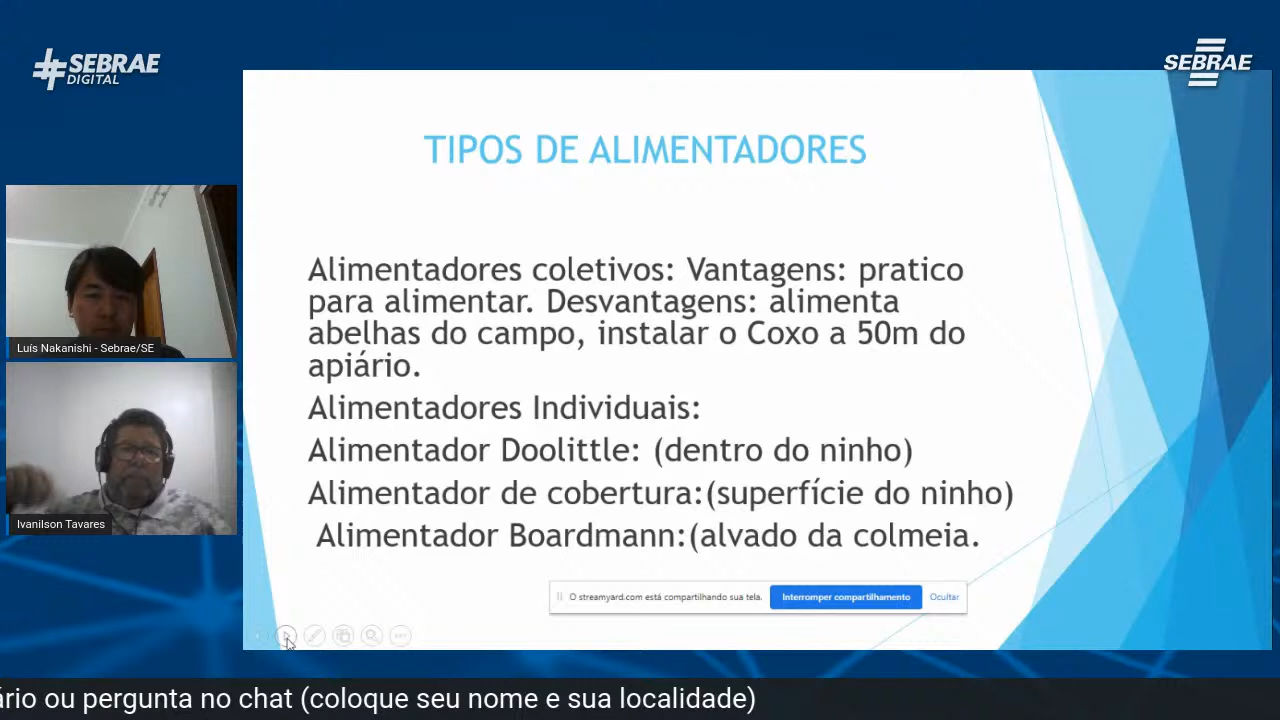 #SEBRAE
DIGITAL
SEBRAE
TIPOS DE ALIMENTADORES
Alimentadores coletivos: Vantagens: pratico
para alimentar. Desvantagens: alimenta
abelhas do campo, instalar o Coxo a 50m do
apiário.
Alimentadores Individuais:
Alimentador Doolittle: (dentro do ninho)
Alimentador de cobertura:(superfície do ninho)
Alimentador Boardmann:(alvado da colmeia.
Luís Nakanishi - Sebrae/SE
Ivanilson Tavares
O streamyard.com está compartilhando sua tela.
Interromper compartilhamento
Ocultar
ário ou pergunta no chat (coloque seu nome e sua localidade)